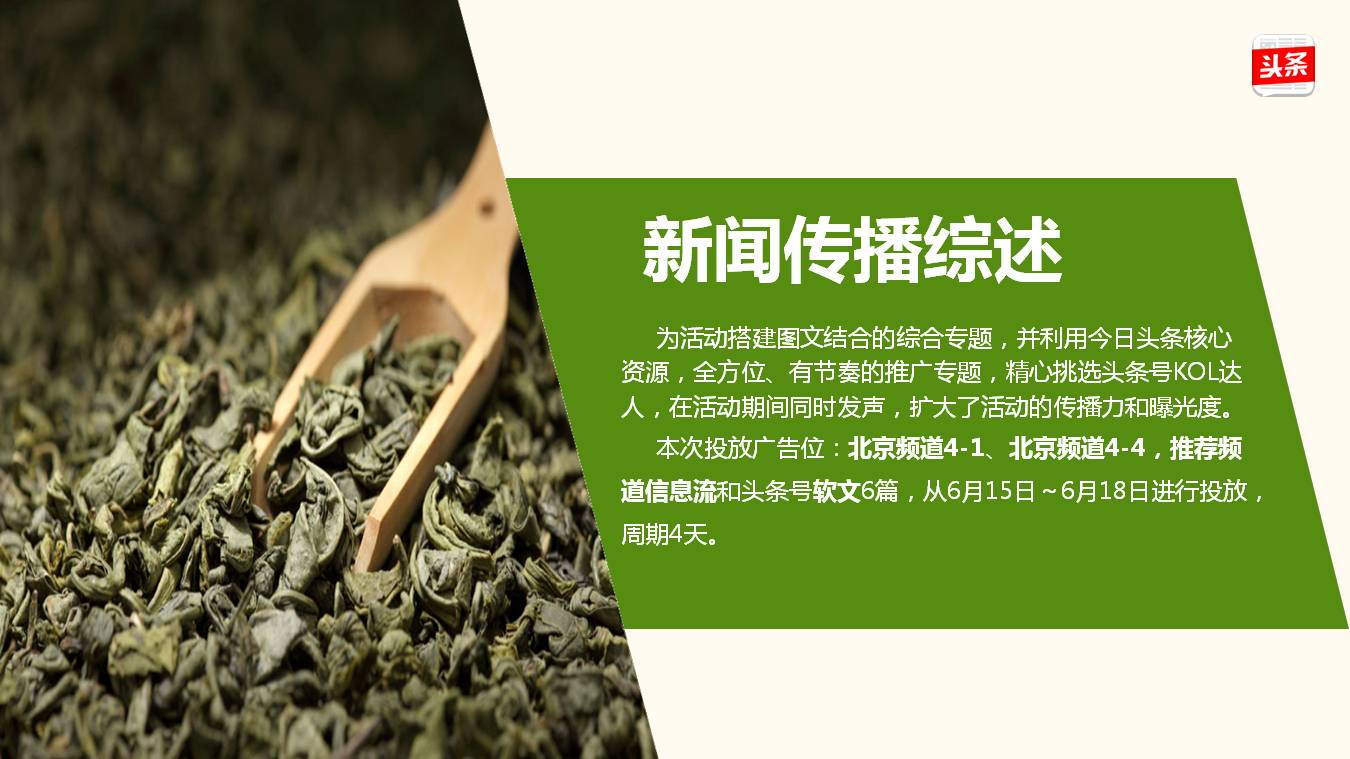 头条
新闻传播综述
为活动搭建图文结合的综合专题，并利用今日头条核心
资源，全方位、有节奏的推广专题，精心挑选头条号KOL达
人，在活动期间同时发声，扩大了活动的传播力和曝光度。
本次投放广告位：北京频道4-1、北京频道4-4，推荐频
道信息流和头条号软文6篇，从6月15日～6月18日进行投放，
周期4天。